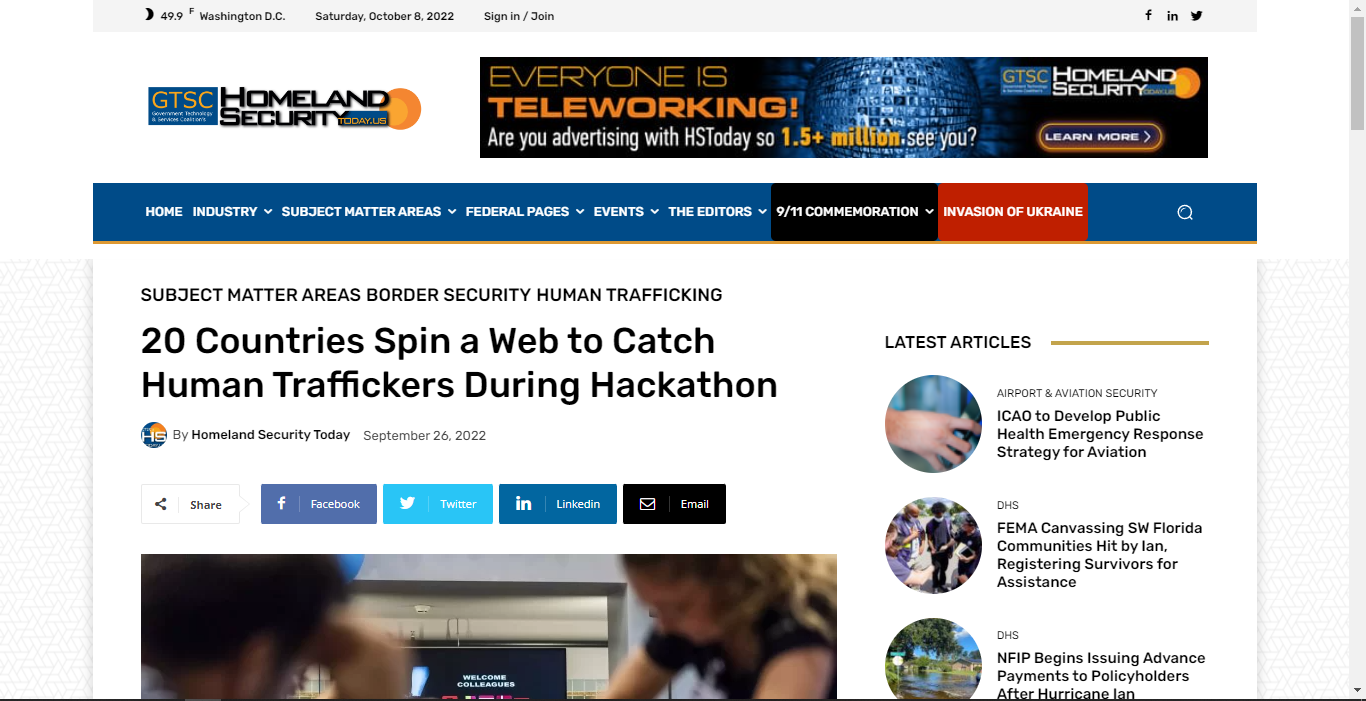 49.9 F Washington D.C. Saturday, October 8, 2022 Sign in / Join
GTSC HOMELAND
Government Technology SECURITY
& Services Coalition's TODAY.US
EVERYONE IS
TELEWORKING!
Are you advertising with HSToday so 1.5+ million see you?
GTSC HOMELAND
SECURITY
TODAY.US
LEARN MORE
HOME INDUSTRY SUBJECT MATTER AREAS FEDERAL PAGES EVENTS THE EDITORS 9/11 COMMEMORATION INVASION OF UKRAINE
SUBJECT MATTER AREAS BORDER SECURITY HUMAN TRAFFICKING
20 Countries Spin a Web to Catch
Human Traffickers During Hackathon
HS By Homeland Security Today September 26, 2022
Share Facebook Twitter Linkedin Email
WELCOME
COLLEAGUES
LATEST ARTICLES
AIRPORT & AVIATION SECURITY
ICAO to Develop Public
Health Emergency Response
Strategy for Aviation
DHS
FEMA Canvassing SW Florida
Communities Hit by Ian,
Registering Survivors for
Assistance
DHS
NFIP Begins Issuing Advance
Payments to Policyholders
After Hurricane Ian